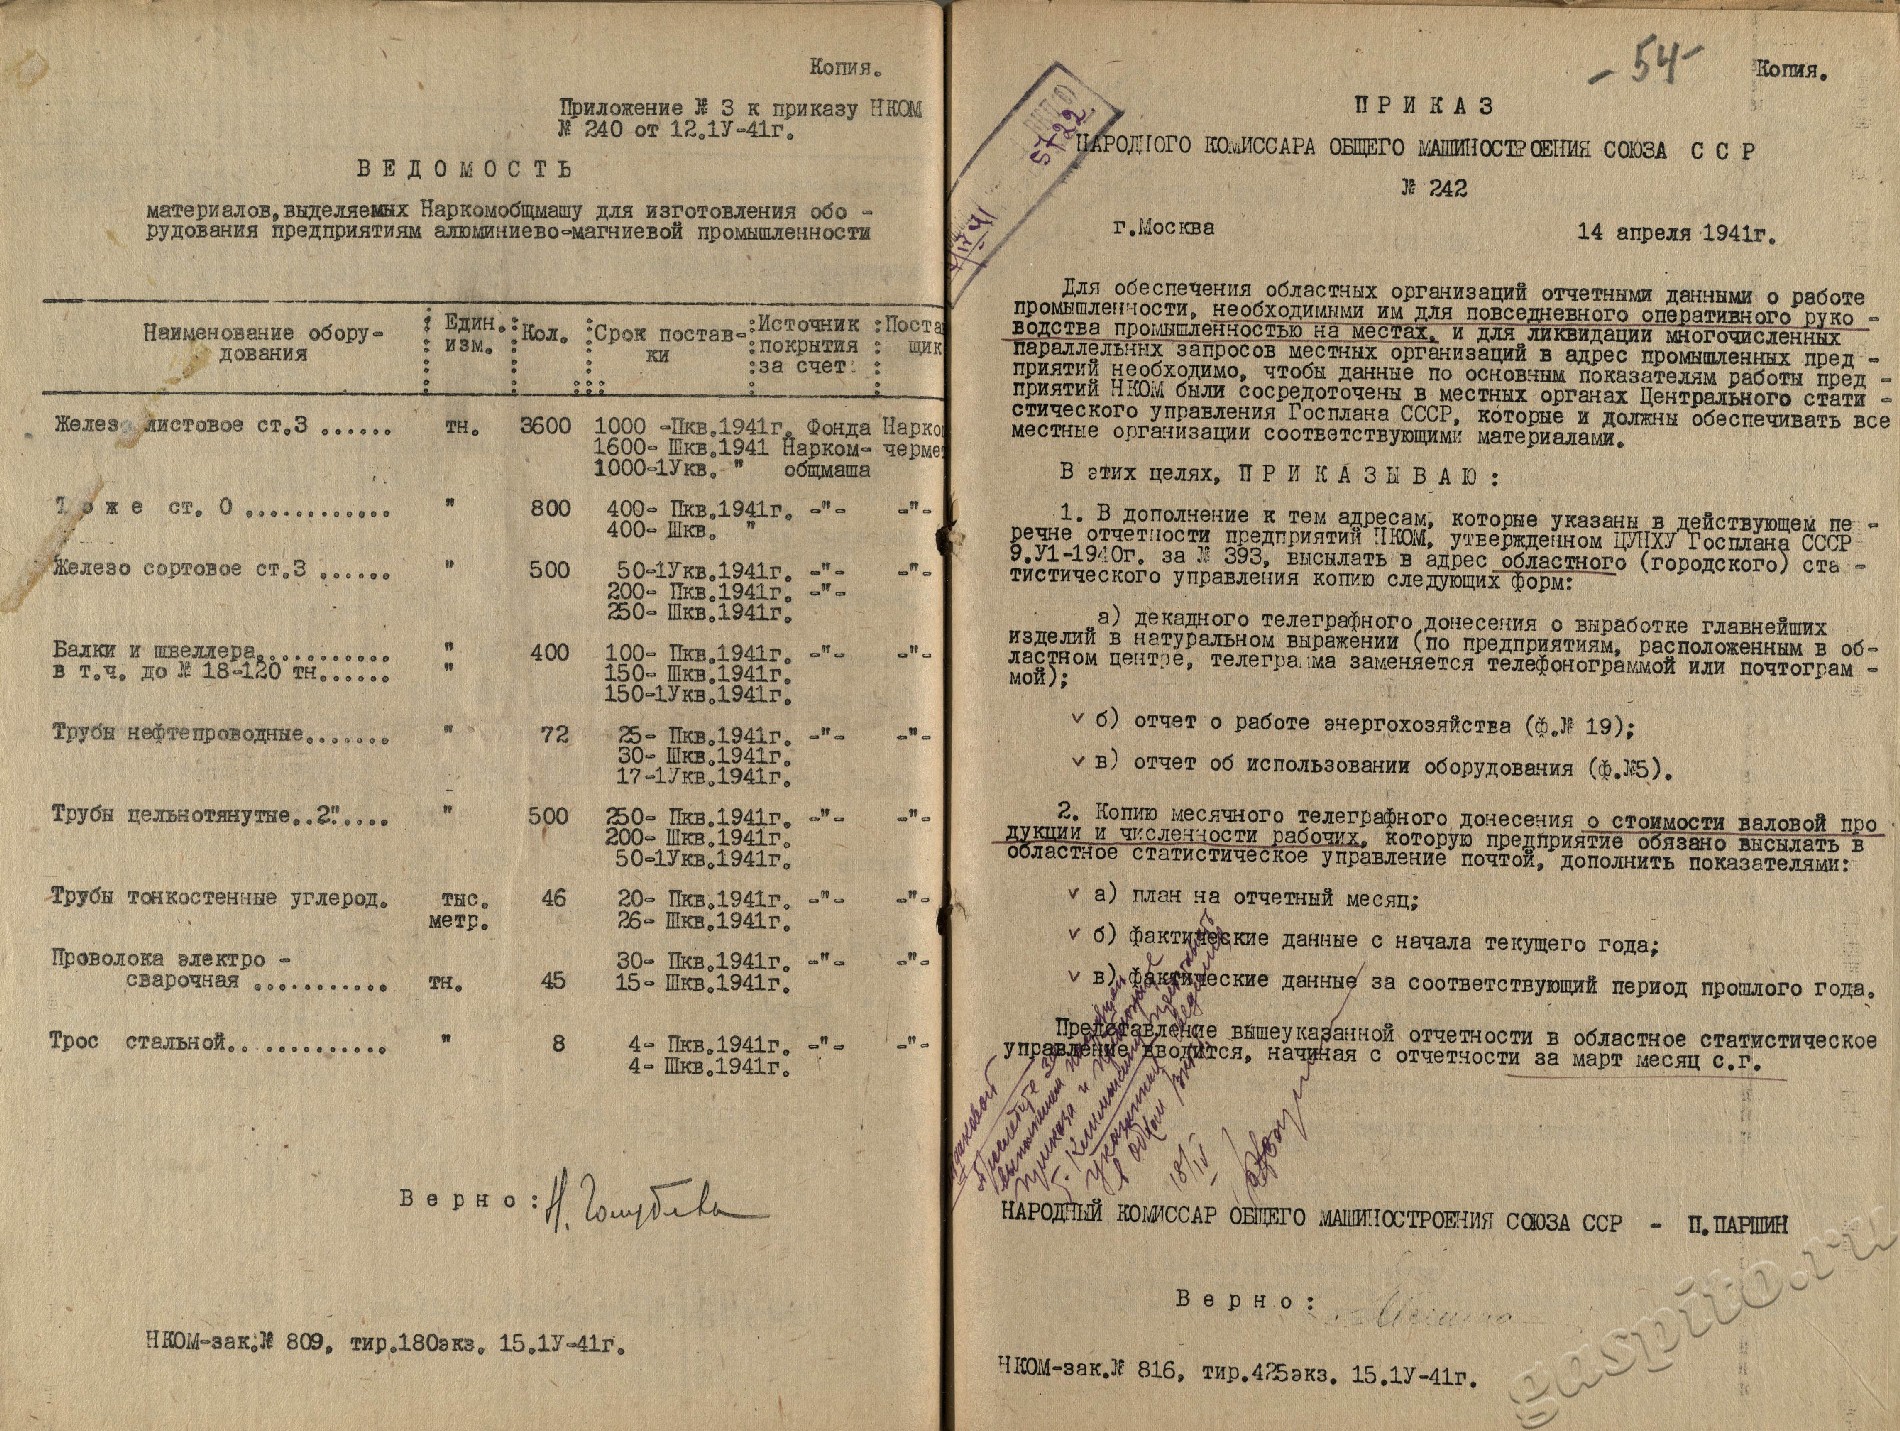 Копия.
Приложение № 3 к приказу НКОМ
№ 240 от 12.1У-41г.
В Е Д О М О С Т Ь
материалов,выделяемых Наркомобщмашу для изготовления обо -
рудования предприятиям алюминиево-магниевой промышленности
Наименование обору-
дования
Един.
изм.
Кол.
Срок постав-
ки
Источник
покрытия
за счет
Поста
щик
Железо листовое ст.3 ...... тн. 3600 1000 -Пкв.1941г. Фонда Нарко
1600- Шкв.1941 Нарком- черме
1000-1Укв. " общмаша
Т о ж е ст. 0 ............ " 800 400- Пкв.1941г. -"- -"-
400- Шкв. "
Железо сортовое ст.3 ...... " 500 50-1Укв.1941г. -"- -"-
200- Пкв.1941г. -"-
250- Шкв.1941г.
Балки и швеллера........... " 400 100- Пкв.1941г. -"- -"-
в т.ч. до № 18-120 тн...... " 150- Шкв.1941г.
150-1Укв.1941г.
Трубы нефтепроводные....... " 72 25- Пкв.1941г. -"- -"-
30- Шкв.1941г.
17-1Укв.1941г.
Трубы цельнотянутые..2"..... " 500 250- Пкв.1941г. -"- -"-
200- Шкв.1941г.
50-1Укв.1941г.
Трубы тонкостенные углерод. тыс. 46 20- Пкв.1941г. -"- -"-
метр. 26- Шкв.1941г.
Проволока электро - 30- Пкв.1941г. -"- -"-
сварочная ........... тн. 45 15- Шкв.1941г.
Трос стальной............. " 8 4- Пкв.1941г. -"- -"-
4- Шкв.1941г.
В е р н о : Н. Голубева
НКОМ-зак.№ 809, тир.180экз. 15.1У-41г.
- 54 -
Копия.
5722
П Р И К А З
НАРОДНОГО КОМИССАРА ОБЩЕГО МАШИНОСТРОЕНИЯ СОЮЗА С С Р
№ 242
г.Москва 14 апреля 1941г.
Для обеспечения областных организаций отчетными данными о работе
промышленности, необходимыми им для повседневного оперативного руко -
водства промышленностью на местах, и для ликвидации многочисленных
параллельных запросов местных организаций в адрес промышленных пред -
приятий необходимо, чтобы данные по основным показателям работы пред -
приятий НКОМ были сосредоточены в местных органах Центрального стати -
стического управления Госплана СССР, которые и должны обеспечивать все
местные организации соответствующими материалами.
В этих целях, П Р И К А З Ы В А Ю :
1. В дополнение к тем адресам, которые указаны в действующем пе -
речне отчетности предприятий НКОМ, утвержденном ЦУНХУ Госплана СССР
9.У1-1940г. за № 393, высылать в адрес областного (городского) ста -
тистического управления копию следующих форм:
а) декадного телеграфного донесения о выработке главнейших
изделий в натуральном выражении (по предприятиям, расположенным в об-
ластном центре, телеграмма заменяется телефонограммой или почтограм -
мой);
б) отчет о работе энергохозяйства (ф.№ 19);
в) отчет об использовании оборудования (ф.№5).
2. Копию месячного телеграфного донесения о стоимости валовой про
дукции и численности рабочих, которую предприятие обязано высылать в
областное статистическое управление почтой, дополнить показателями:
а) план на отчетный месяц;
б) фактические данные с начала текущего года;
в) фактические данные за соответствующий период прошлого года.
Представление вышеуказанной отчетности в областное статистическое
управление вводится, начиная с отчетности за март месяц с.г.
18/IV
НАРОДНЫЙ КОМИССАР ОБЩЕГО МАШИНОСТРОЕНИЯ СОЮЗА ССР - П.ПАРШИН
В е р н о :
НКОМ-зак.№ 816, тир.425экз. 15.1У-41г.
gaspito.ru